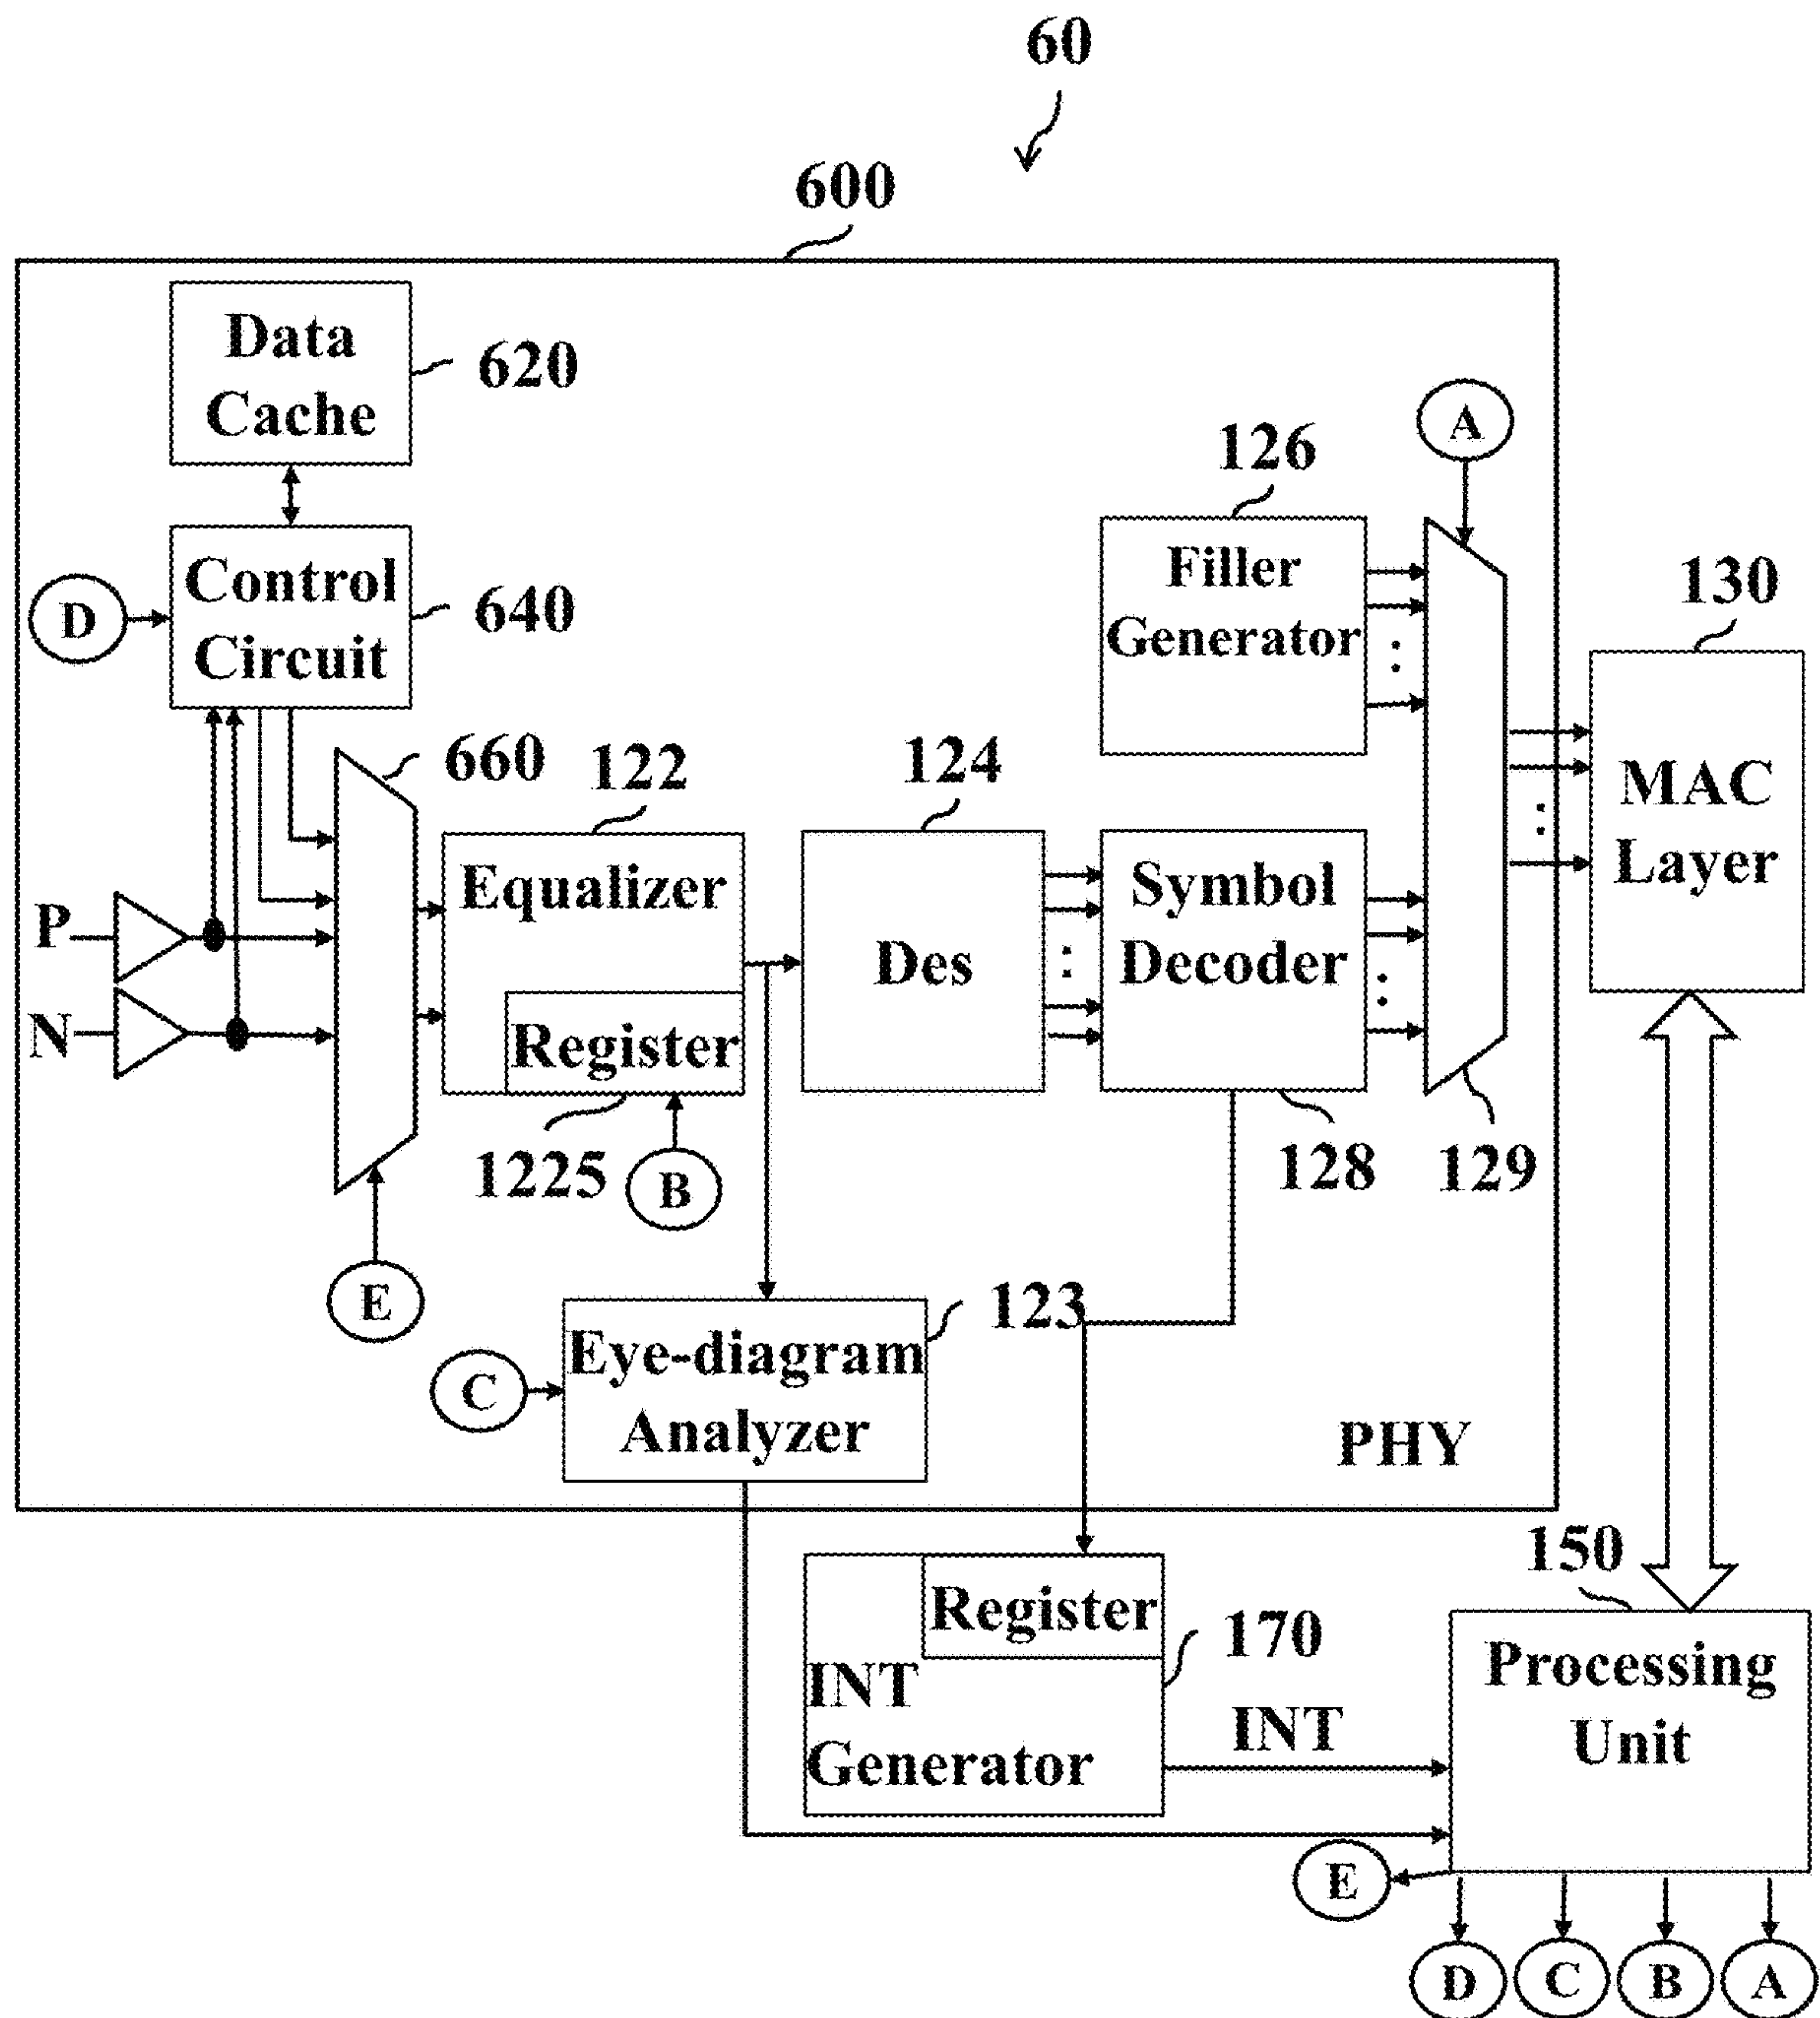 60
600
Data
Cache
620
A
126
Filler
Generator
D
Control
Circuit
640
130
MAC
Layer
660
122
124
Equalizer
Register
Des
Symbol
Decoder
P
N
1225
B
128
129
E
123
C
Eye-diagram
Analyzer
PHY
150
Register
170
INT
Generator
INT
Processing
Unit
E
D
C
B
A